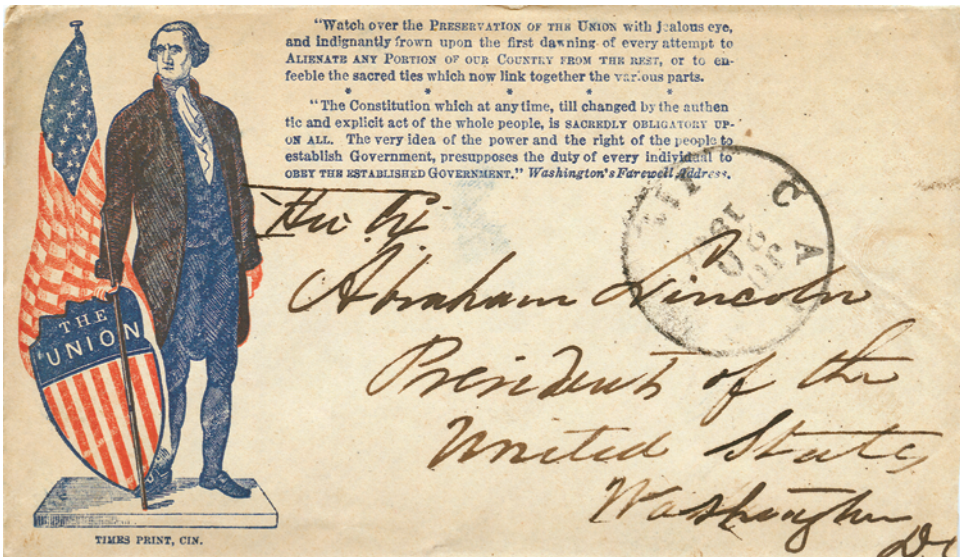 "Watch over the PRESERVATION OF THE UNION with jealous eye,
and indignantly frown upon the first dawning of every attempt to
ALIENATE ANY PORTION OF OUR COUNTRY FROM THE REST, or to en-
feeble the sacred ties which now link together the various parts.
* * * * *
"The Constitution which at any time, till changed by the authen
tic and explicit act of the whole people, is SACREDLY OBLIGATORY UP-
ON ALL. The very idea of the power and the right of the people to
establish Government, presupposes the duty of every individual to
OBEY THE ESTABLISHED GOVERNMENT." Washington's Farewell Address.
Abraham Lincoln
President of the
United States
Washington
DC
THE
UNION
TIMES PRINT, CIN.